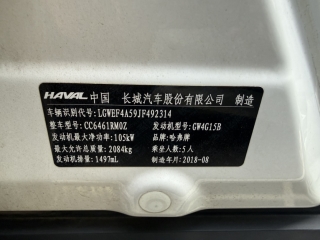 HAVAL 中国 长城汽车股份有限公司 制造
车辆识别代号: LGWEF4A59JF492314
整车型号: CC6461RM0Z 发动机型号: GW4G15B
发动机最大净功率: 105kW 品牌: 哈弗牌
最大允许总质量: 2084kg 乘坐人数: 5人
发动机排量: 1497mL 制造年月: 2018-08